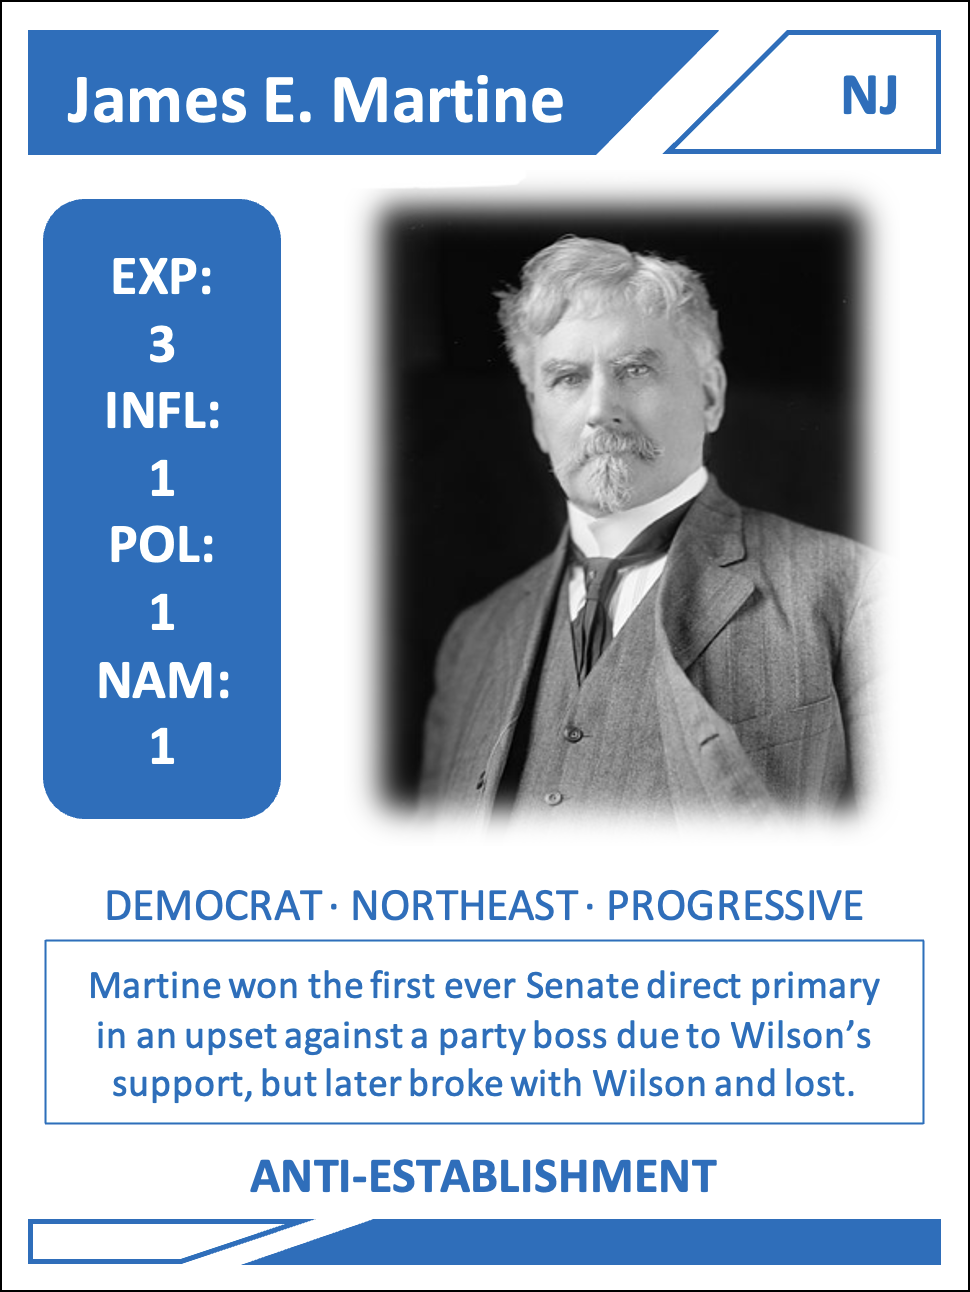 James E. Martine
NJ
EXP:
3
INFL:
1
POL:
1
NAM:
1
DEMOCRAT · NORTHEAST · PROGRESSIVE
Martine won the first ever Senate direct primary
in an upset against a party boss due to Wilson’s
support, but later broke with Wilson and lost.
ANTI-ESTABLISHMENT